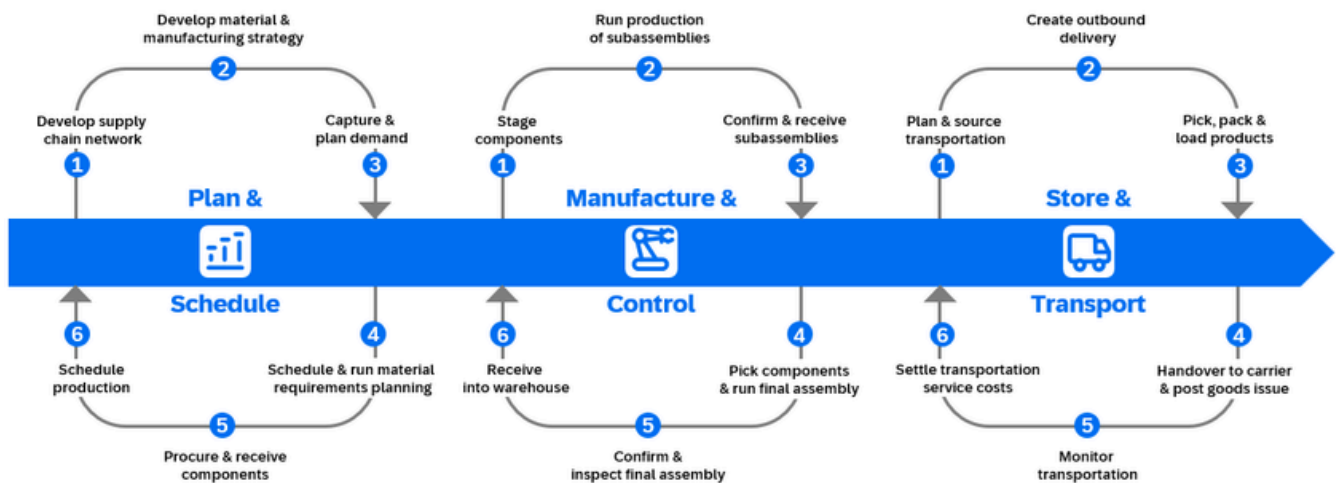 Develop material &
manufacturing strategy
2
Develop supply
chain network
1
Capture &
plan demand
3
Plan &
Schedule
6
Schedule
production
4
Schedule & run material
requirements planning
5
Procure & receive
components
Run production
of subassemblies
2
Stage
components
1
Confirm & receive
subassemblies
3
Manufacture &
Control
6
Receive
into warehouse
4
Pick components
& run final assembly
5
Confirm &
inspect final assembly
Create outbound
delivery
2
Plan & source
transportation
1
Pick, pack &
load products
3
Store &
Transport
6
Settle transportation
service costs
4
Handover to carrier
& post goods issue
5
Monitor
transportation